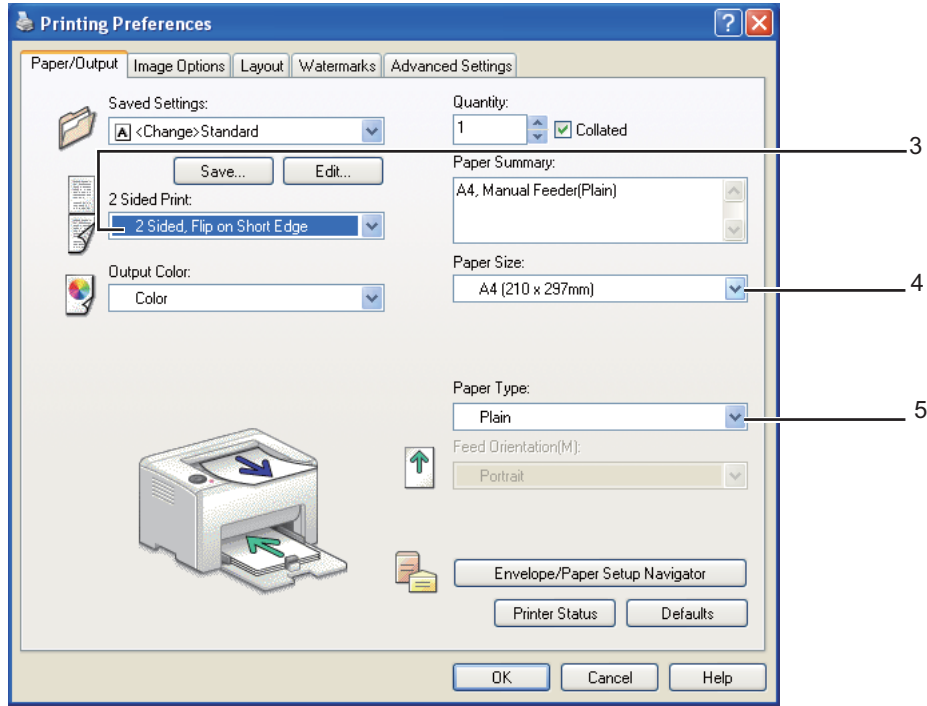 Printing Preferences
Paper/Output
Image Options
Layout
Watermarks
Advanced Settings
Saved Settings:
A <Change>Standard
Save...
Edit...
2 Sided Print:
2 Sided, Flip on Short Edge
Output Color:
Color
Quantity:
1
Collated
Paper Summary:
A4, Manual Feeder(Plain)
Paper Size:
A4 (210 x 297mm)
Paper Type:
Plain
Feed Orientation(M):
Portrait
Envelope/Paper Setup Navigator
Printer Status
Defaults
OK
Cancel
Help
3
4
5